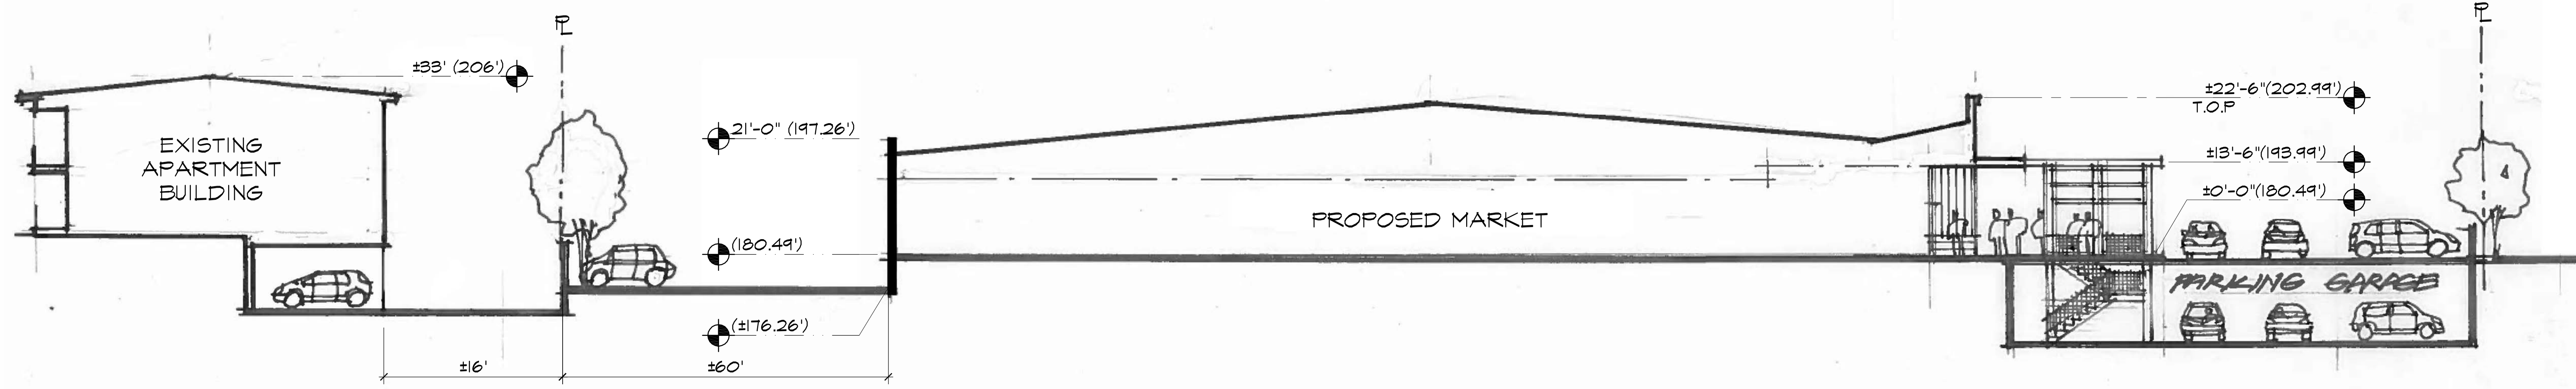 PL
PL
±33' (206')
EXISTING
APARTMENT
BUILDING
21'-0" (197.26')
(180.49')
(±176.26')
±16'
±60'
PROPOSED MARKET
±22'-6"(202.99')
T.O.P
±13'-6"(193.99')
±0'-0"(180.49')
PARKING GARAGE